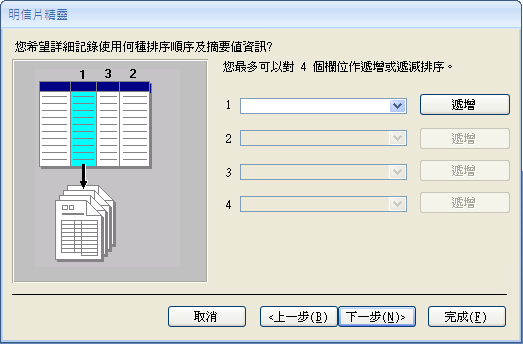 明信片精靈
您希望詳細記錄使用何種排序順序及摘要值資訊?
1 3 2
您最多可以對 4 個欄位作遞增或遞減排序。
1 遞增
2 遞增
3 遞增
4 遞增
取消 <上一步(B) 下一步(N)> 完成(F)